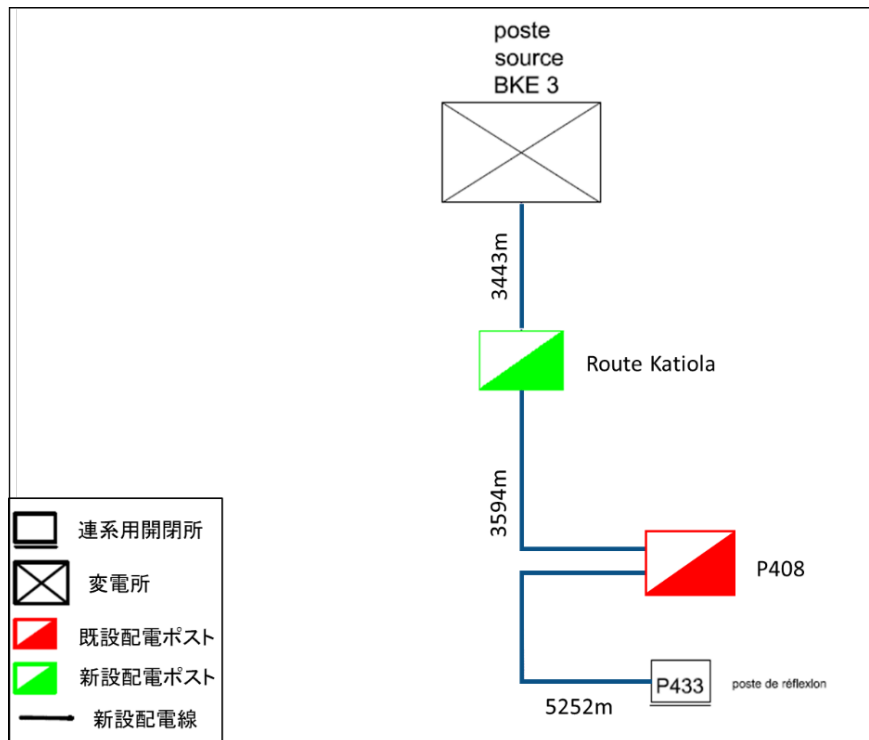 poste
source
BKE 3
3443m
Route Katiola
3594m
P408
P433
poste de réflexion
5252m
連系用開閉所
変電所
既設配電ポスト
新設配電ポスト
新設配電線